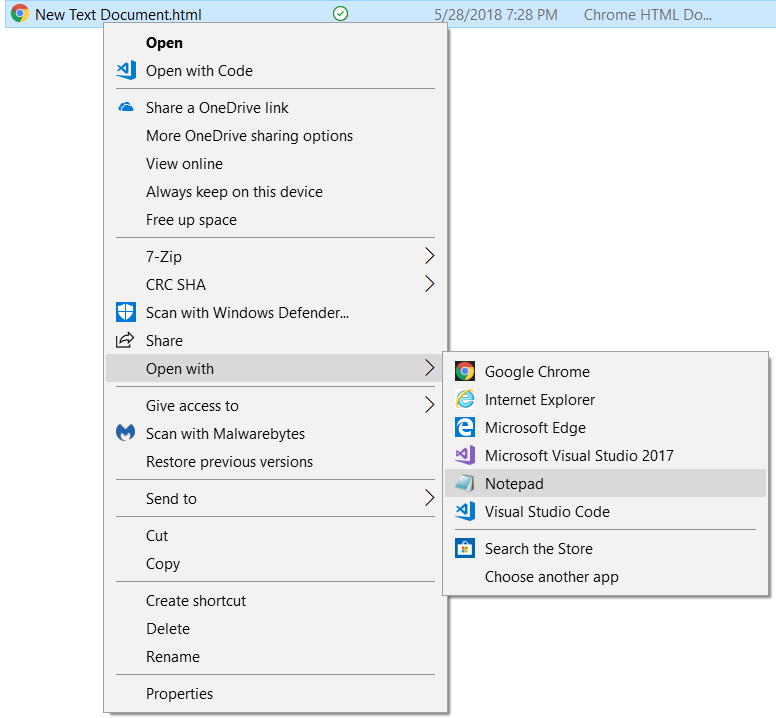 New Text Document.html 5/28/2018 7:28 PM Chrome HTML Do...
Open
Open with Code
Share a OneDrive link
More OneDrive sharing options
View online
Always keep on this device
Free up space
7-Zip
CRC SHA
Scan with Windows Defender...
Share
Open with
Give access to
Scan with Malwarebytes
Restore previous versions
Send to
Cut
Copy
Create shortcut
Delete
Rename
Properties
Google Chrome
Internet Explorer
Microsoft Edge
Microsoft Visual Studio 2017
Notepad
Visual Studio Code
Search the Store
Choose another app